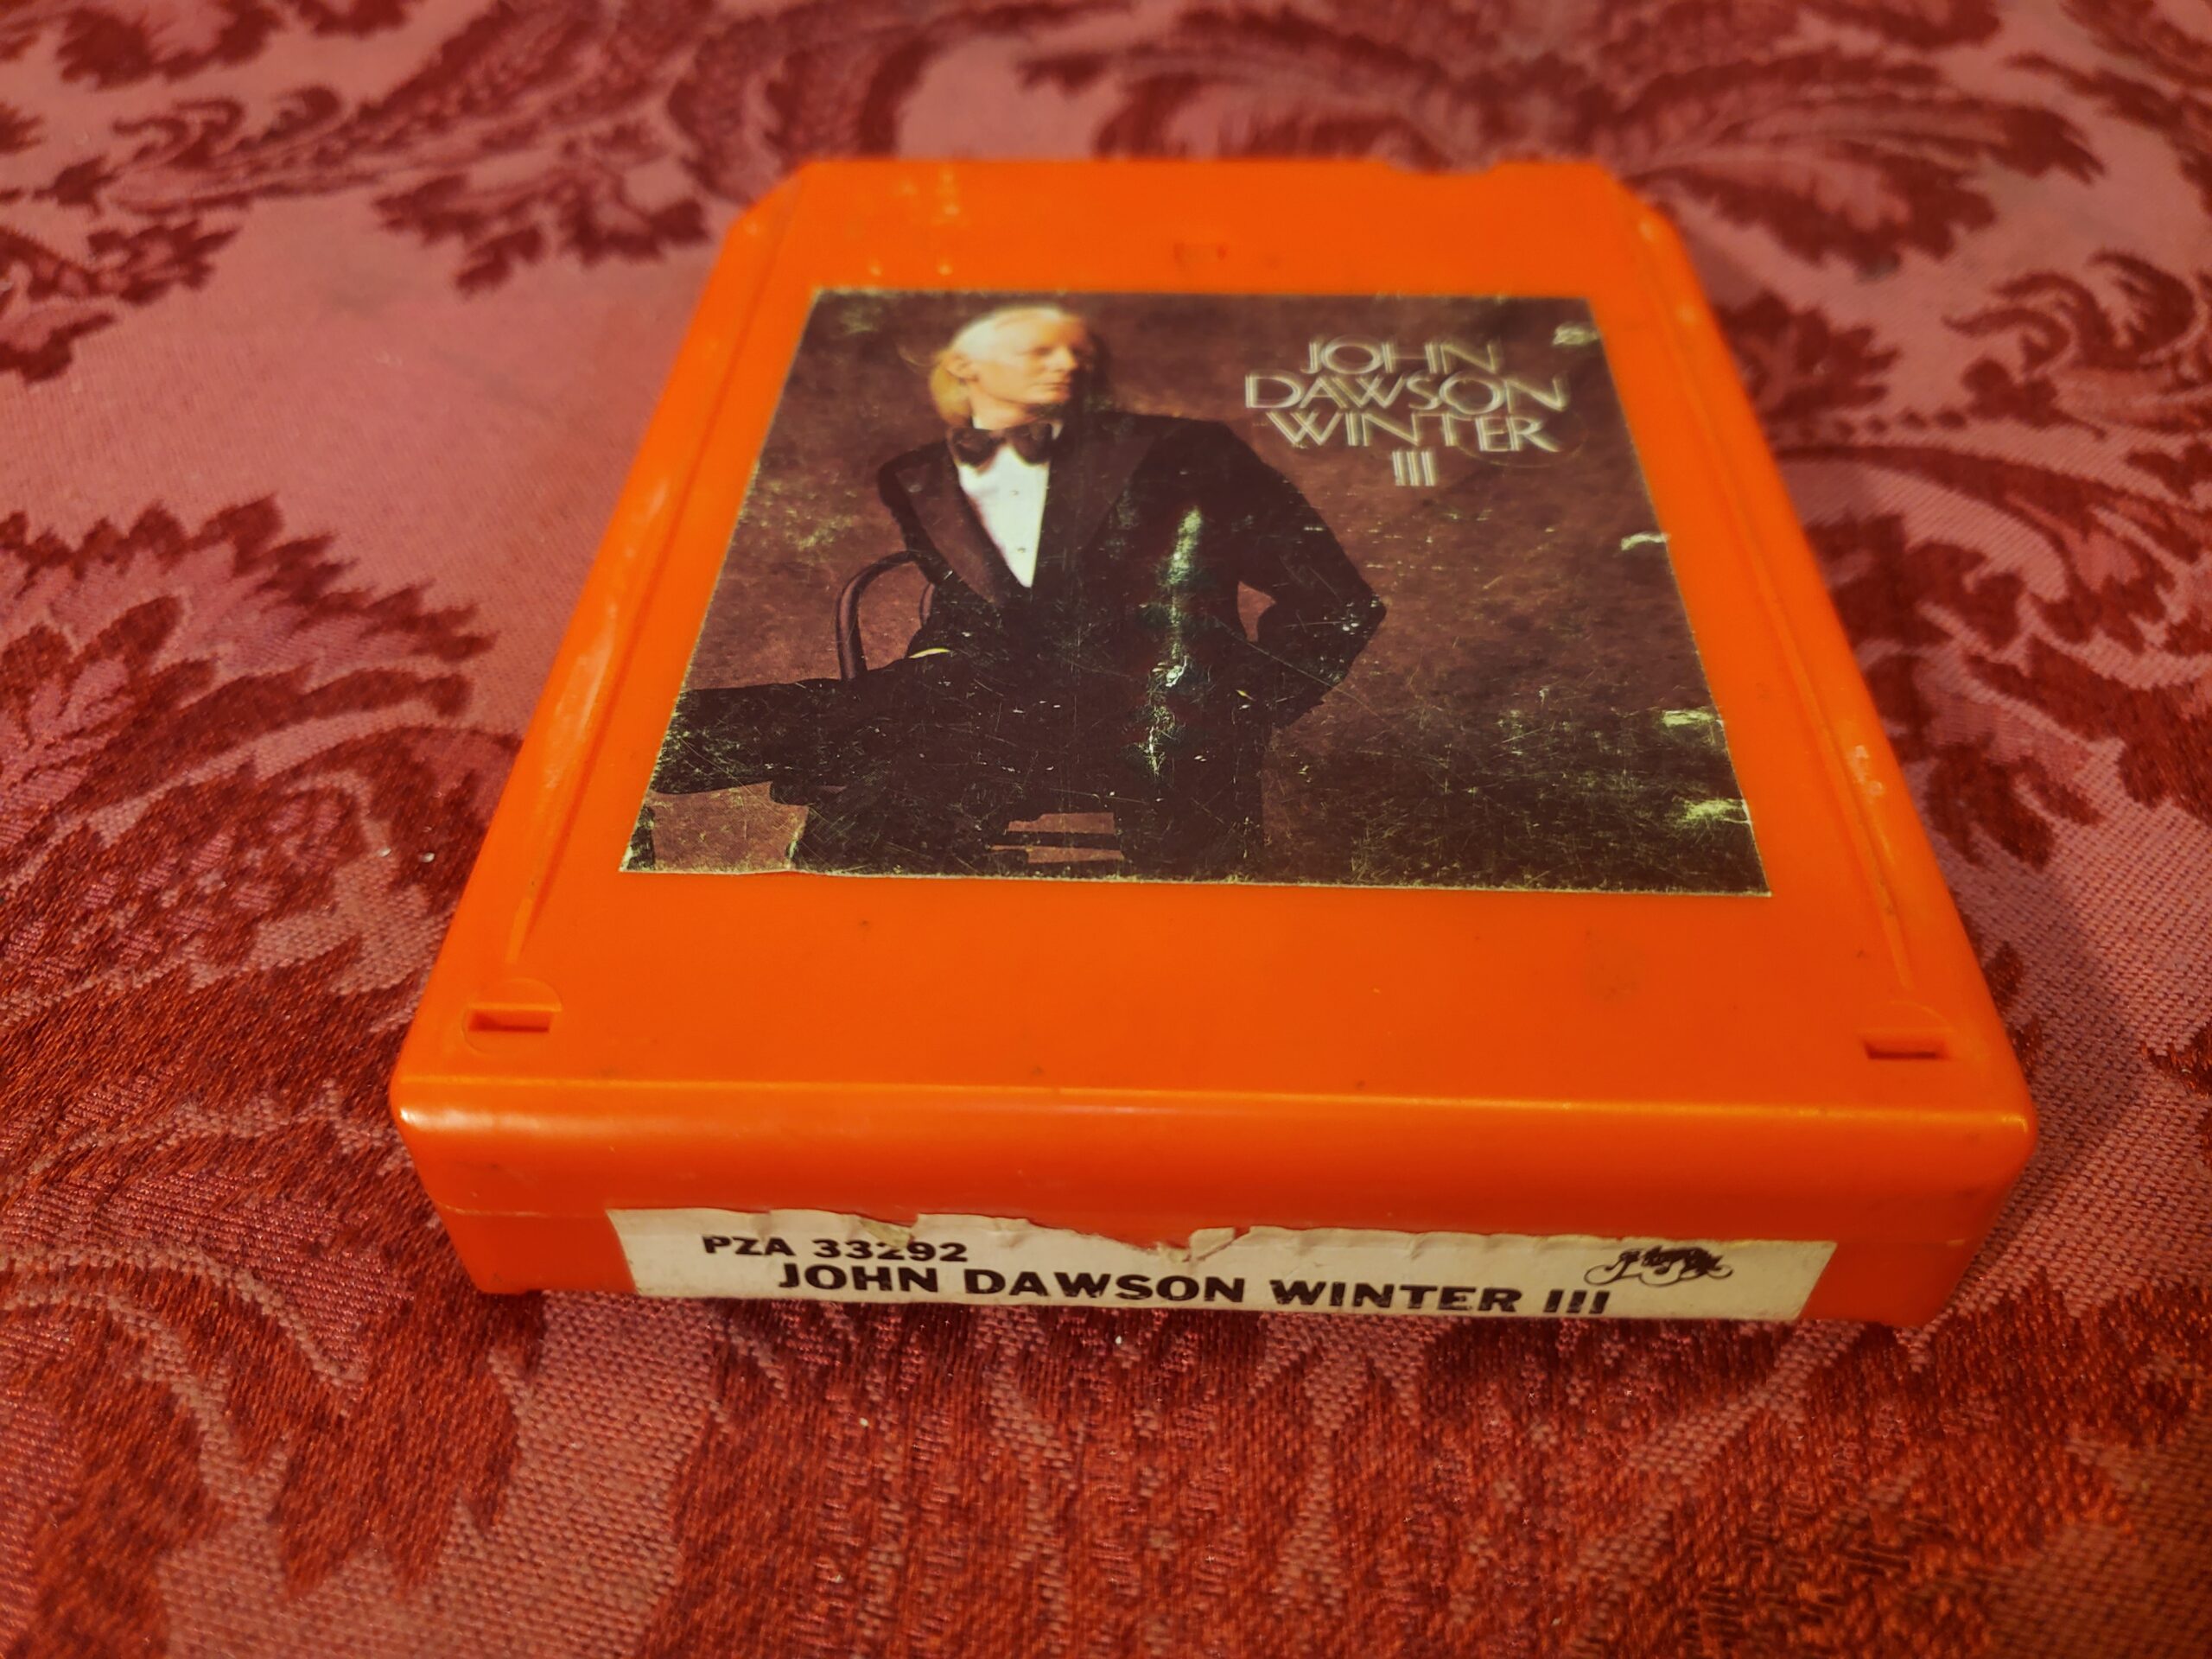 JOHN
DAWSON
WINTER
III
PZA 33292
JOHN DAWSON WINTER III